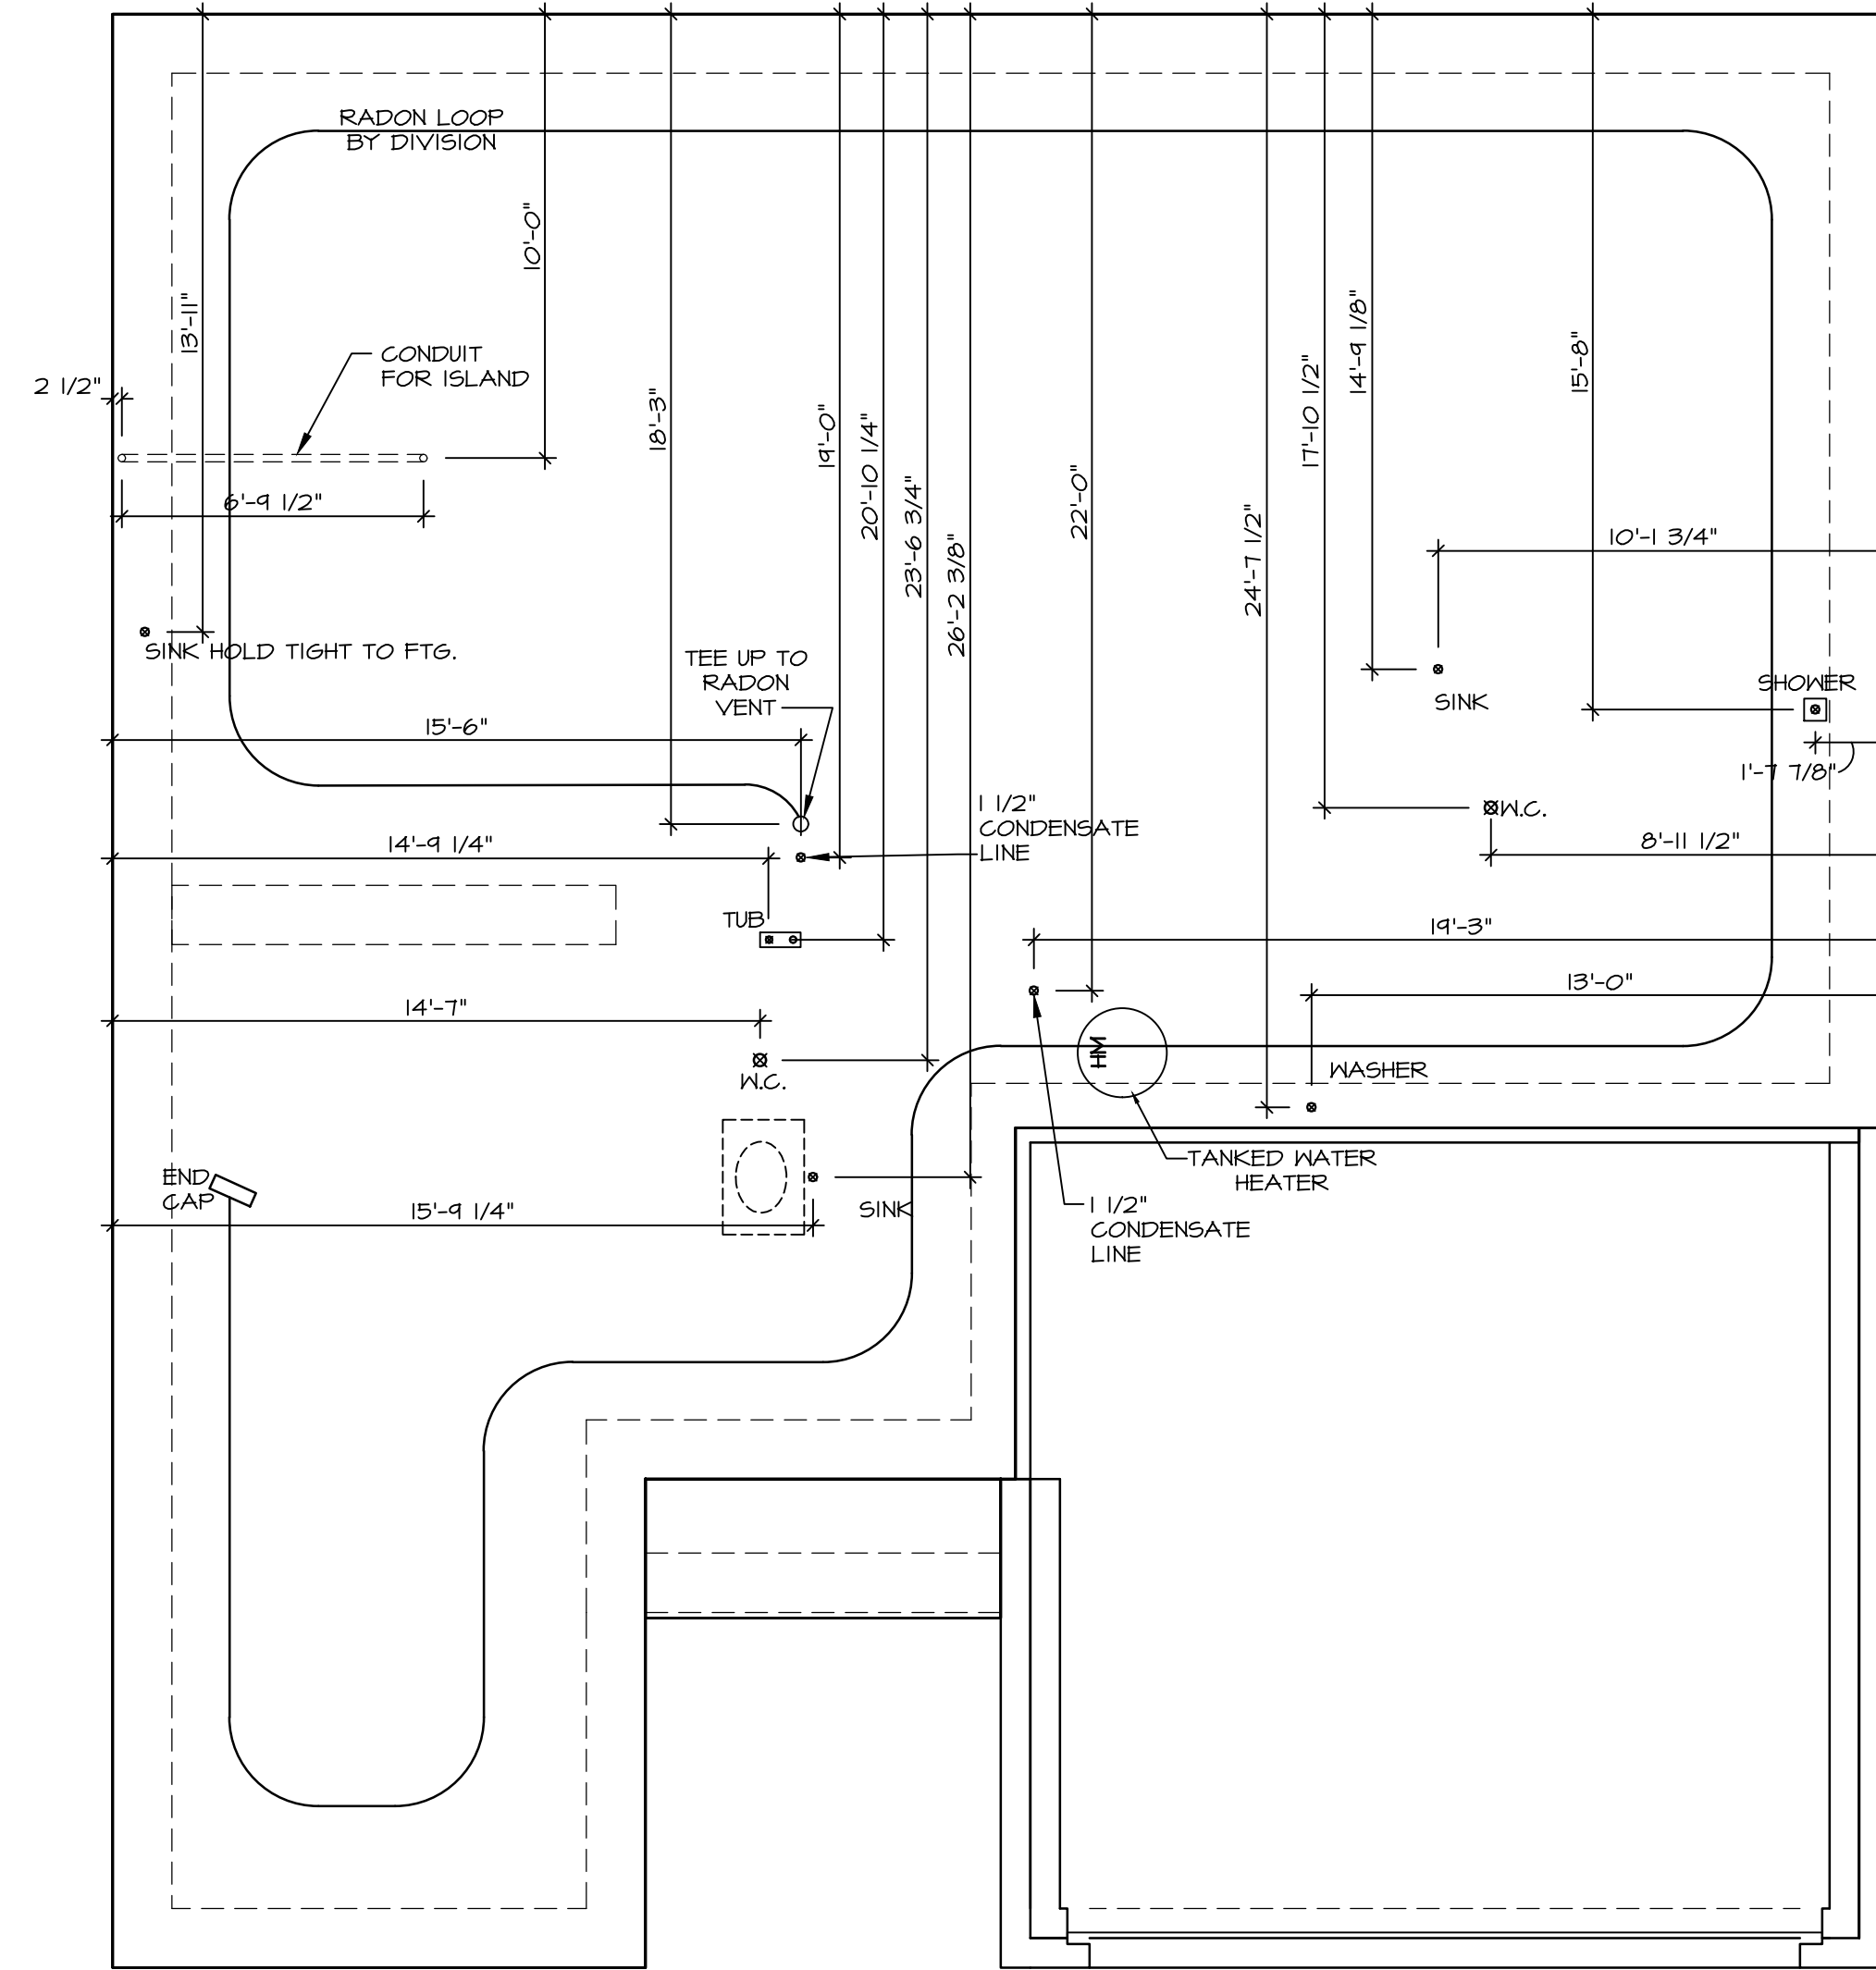 RADON LOOP
BY DIVISION
10'-0"
13'-11"
CONDUIT
FOR ISLAND
2 1/2"
6'-9 1/2"
18'-3"
19'-0"
20'-10 1/4"
23'-6 3/4"
26'-2 3/8"
22'-0"
24'-7 1/2"
17'-10 1/2"
14'-9 1/8"
15'-8"
10'-1 3/4"
SINK HOLD TIGHT TO FTG.
TEE UP TO
RADON
VENT
SINK
SHOWER
1'-7 7/8"
15'-6"
1 1/2"
CONDENSATE
LINE
W.C.
8'-11 1/2"
14'-9 1/4"
TUB
19'-3"
13'-0"
14'-7"
W.C.
HW
WASHER
TANKED WATER
HEATER
END
CAP
15'-9 1/4"
SINK
1 1/2"
CONDENSATE
LINE